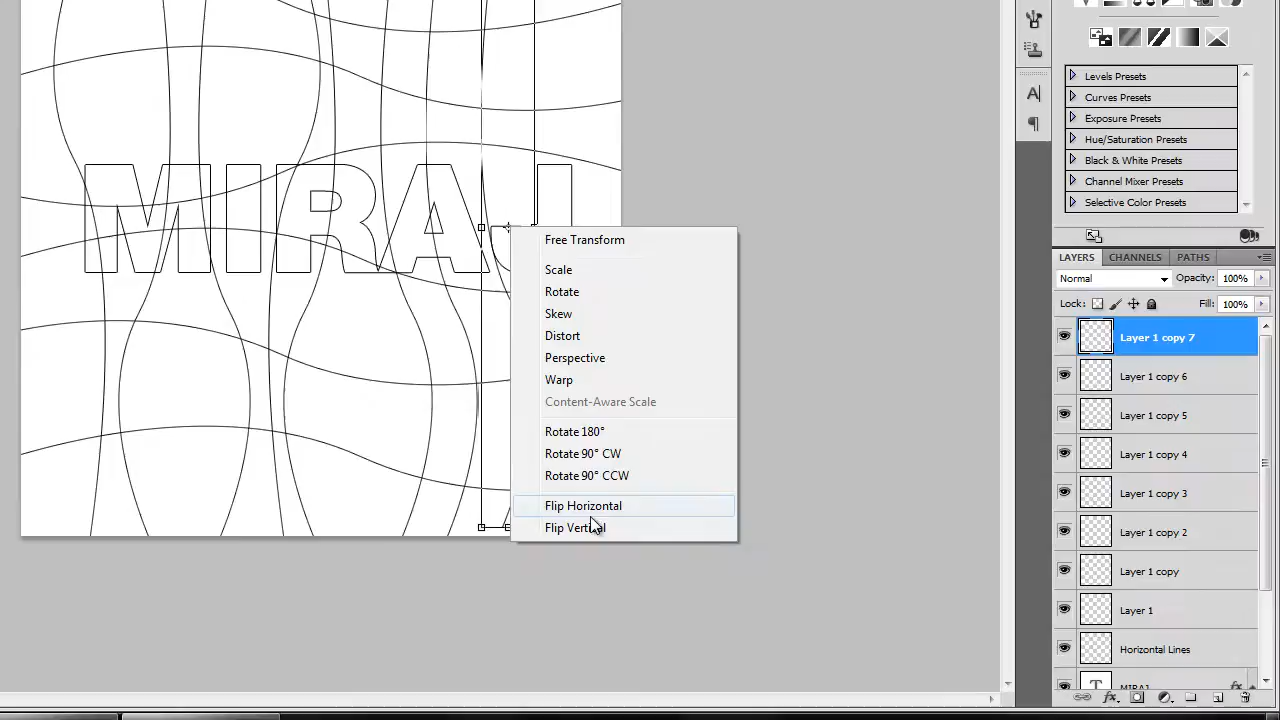 MIRAJ
Free Transform
Scale
Rotate
Skew
Distort
Perspective
Warp
Content-Aware Scale
Rotate 180°
Rotate 90° CW
Rotate 90° CCW
Flip Horizontal
Flip Vertical
A
Levels Presets
Curves Presets
Exposure Presets
Hue/Saturation Presets
Black & White Presets
Channel Mixer Presets
Selective Color Presets
LAYERS CHANNELS PATHS
Normal Opacity: 100%
Lock: Fill: 100%
Layer 1 copy 7
Layer 1 copy 6
Layer 1 copy 5
Layer 1 copy 4
Layer 1 copy 3
Layer 1 copy 2
Layer 1 copy
Layer 1
Horizontal Lines
T MIRAJ fx
fx